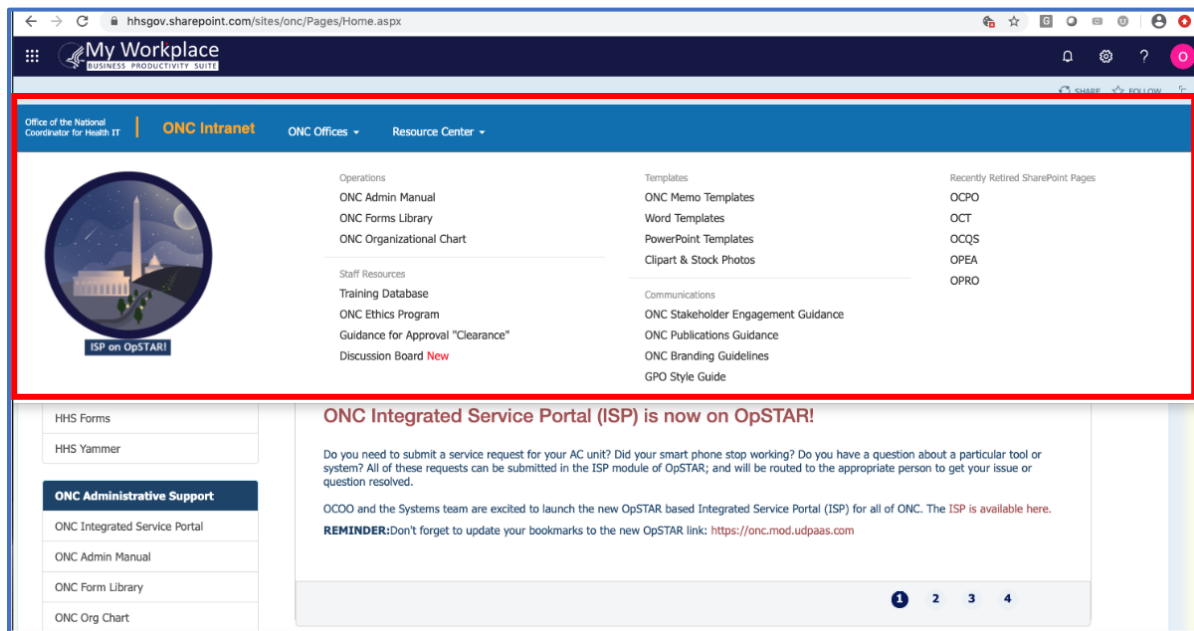 hhsgov.sharepoint.com/sites/onc/Pages/Home.aspx
My Workplace
BUSINESS PRODUCTIVITY SUITE
?
O
SHARE FOLLOW
Office of the National
Coordinator for Health IT
ONC Intranet
ONC Offices
Resource Center
ISP on OpSTAR!
Operations
ONC Admin Manual
ONC Forms Library
ONC Organizational Chart
Staff Resources
Training Database
ONC Ethics Program
Guidance for Approval "Clearance"
Discussion Board New
Templates
ONC Memo Templates
Word Templates
PowerPoint Templates
Clipart & Stock Photos
Communications
ONC Stakeholder Engagement Guidance
ONC Publications Guidance
ONC Branding Guidelines
GPO Style Guide
Recently Retired SharePoint Pages
OCPO
OCT
OCQS
OPEA
OPRO
HHS Forms
HHS Yammer
ONC Administrative Support
ONC Integrated Service Portal
ONC Admin Manual
ONC Form Library
ONC Org Chart
ONC Integrated Service Portal (ISP) is now on OpSTAR!
Do you need to submit a service request for your AC unit? Did your smart phone stop working? Do you have a question about a particular tool or
system? All of these requests can be submitted in the ISP module of OpSTAR; and will be routed to the appropriate person to get your issue or
question resolved.
OCOO and the Systems team are excited to launch the new OpSTAR based Integrated Service Portal (ISP) for all of ONC. The ISP is available here.
REMINDER:Don't forget to update your bookmarks to the new OpSTAR link: https://onc.mod.udpaas.com
1 2 3 4